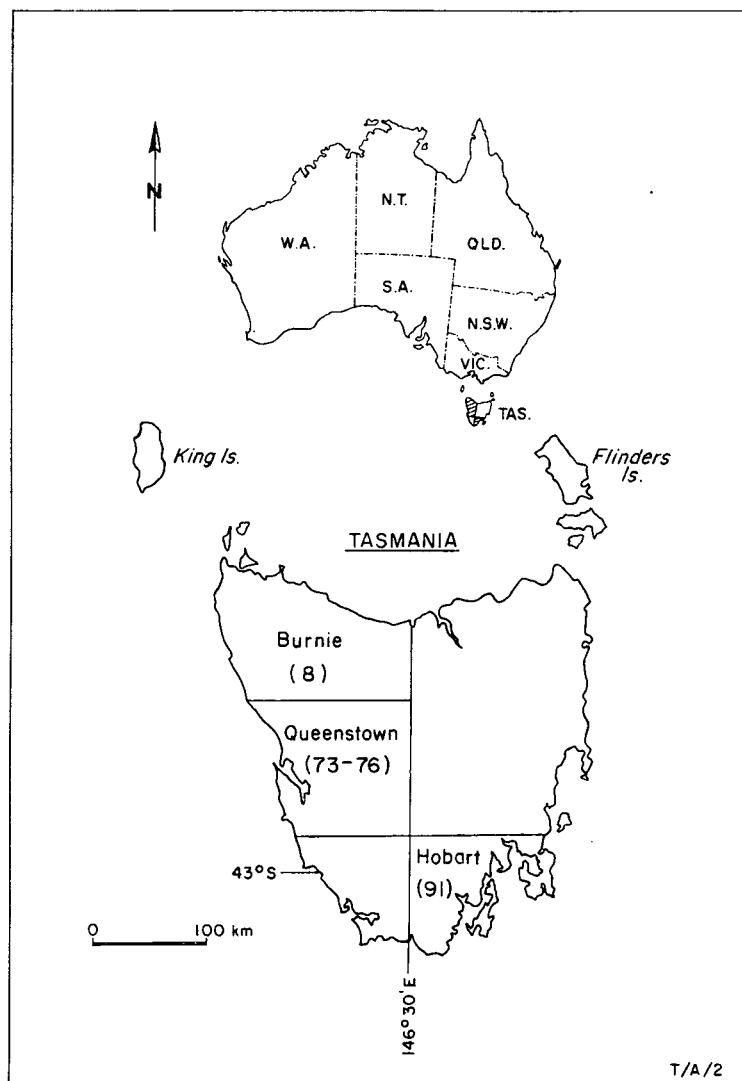 N
N.T.
W.A.
QLD.
S.A.
N.S.W.
VIC.
TAS.
King Is.
Flinders
Is.
TASMANIA
Burnie
(8)
Queenstown
(73-76)
Hobart
(91)
43°S
0 100 km
146°30'E
T/A/2